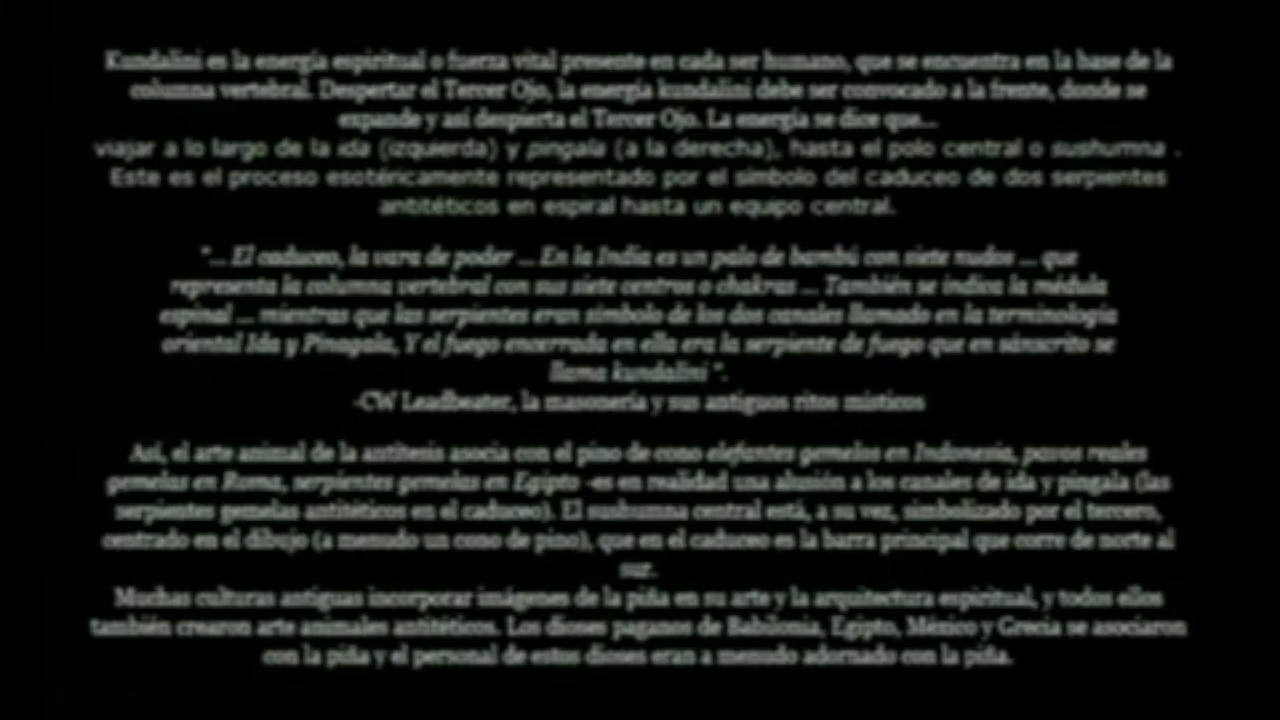 Kundalini es la energía espiritual o fuerza vital presente en cada ser humano, que se encuentra en la base de la
columna vertebral. Despertar el Tercer Ojo, la energía kundalini debe ser convocado a la frente, donde se
expande y así despierta el Tercer Ojo. La energía se dice que...
viajar a lo largo de la ida (izquierda) y pingala (a la derecha), hasta el polo central o sushumna .
Este es el proceso esotéricamente representado por el símbolo del caduceo de dos serpientes
antitéticos en espiral hasta un equipo central.
"... El caduceo, la vara de poder ... En la India es un palo de bambú con siete nudos ... que
representa la columna vertebral con sus siete centros o chakras ... También se indica la médula
espinal ... mientras que las serpientes eran símbolo de los dos canales llamado en la terminología
oriental Ida y Pinagala, Y el fuego encerrada en ella era la serpiente de fuego que en sánscrito se
llama kundalini ".
-CW Leadbeater, la masonería y sus antiguos ritos místicos
Así, el arte animal de la antítesis asocia con el pino de cono elefantes gemelos en Indonesia, pavos reales
gemelas en Roma, serpientes gemelas en Egipto -es en realidad una alusión a los canales de ida y pingala (las
serpientes gemelas antitéticos en el caduceo). El sushumna central está, a su vez, simbolizado por el tercero,
centrado en el dibujo (a menudo un cono de pino), que en el caduceo es la barra principal que corre de norte al
sur.
Muchas culturas antiguas incorporar imágenes de la piña en su arte y la arquitectura espiritual, y todos ellos
también crearon arte animales antitéticos. Los dioses paganos de Babilonia, Egipto, México y Grecia se asociaron
con la piña y el personal de estos dioses eran a menudo adornado con la piña.